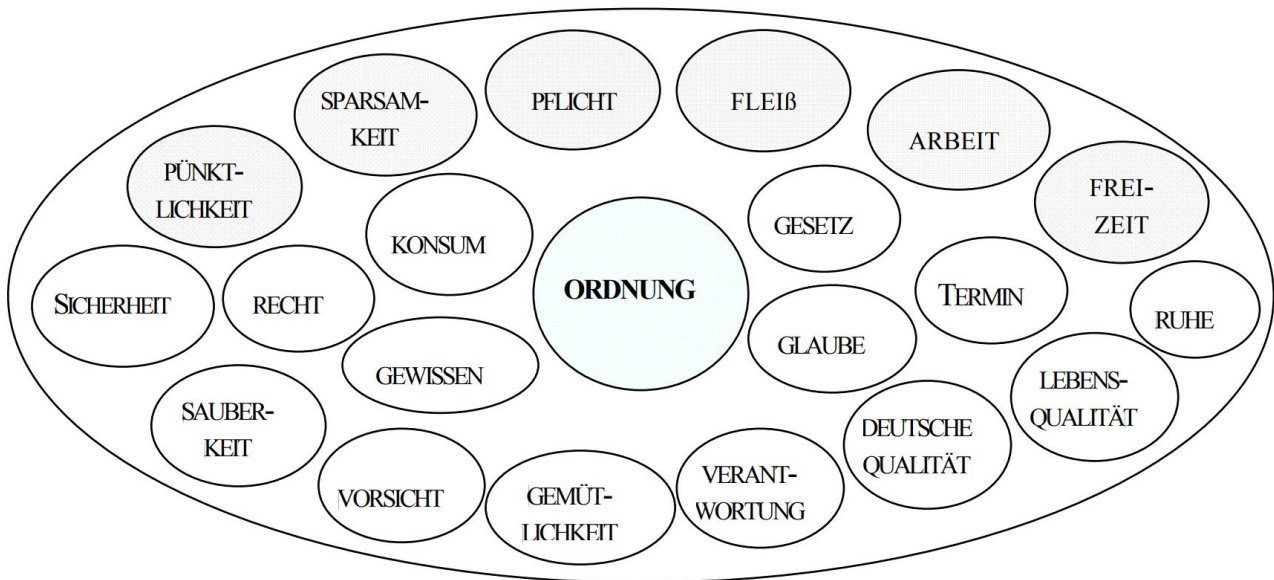 SPARSAM-
KEIT
PFLICHT
FLEIß
ARBEIT
PÜNKT-
LICHKEIT
FREI-
ZEIT
KONSUM
GESETZ
ORDNUNG
SICHERHEIT
RECHT
TERMIN
RUHE
GEWISSEN
GLAUBE
LEBENS-
QUALITÄT
SAUBER-
KEIT
DEUTSCHE
QUALITÄT
VORSICHT
GEMÜT-
LICHKEIT
VERANT-
WORTUNG